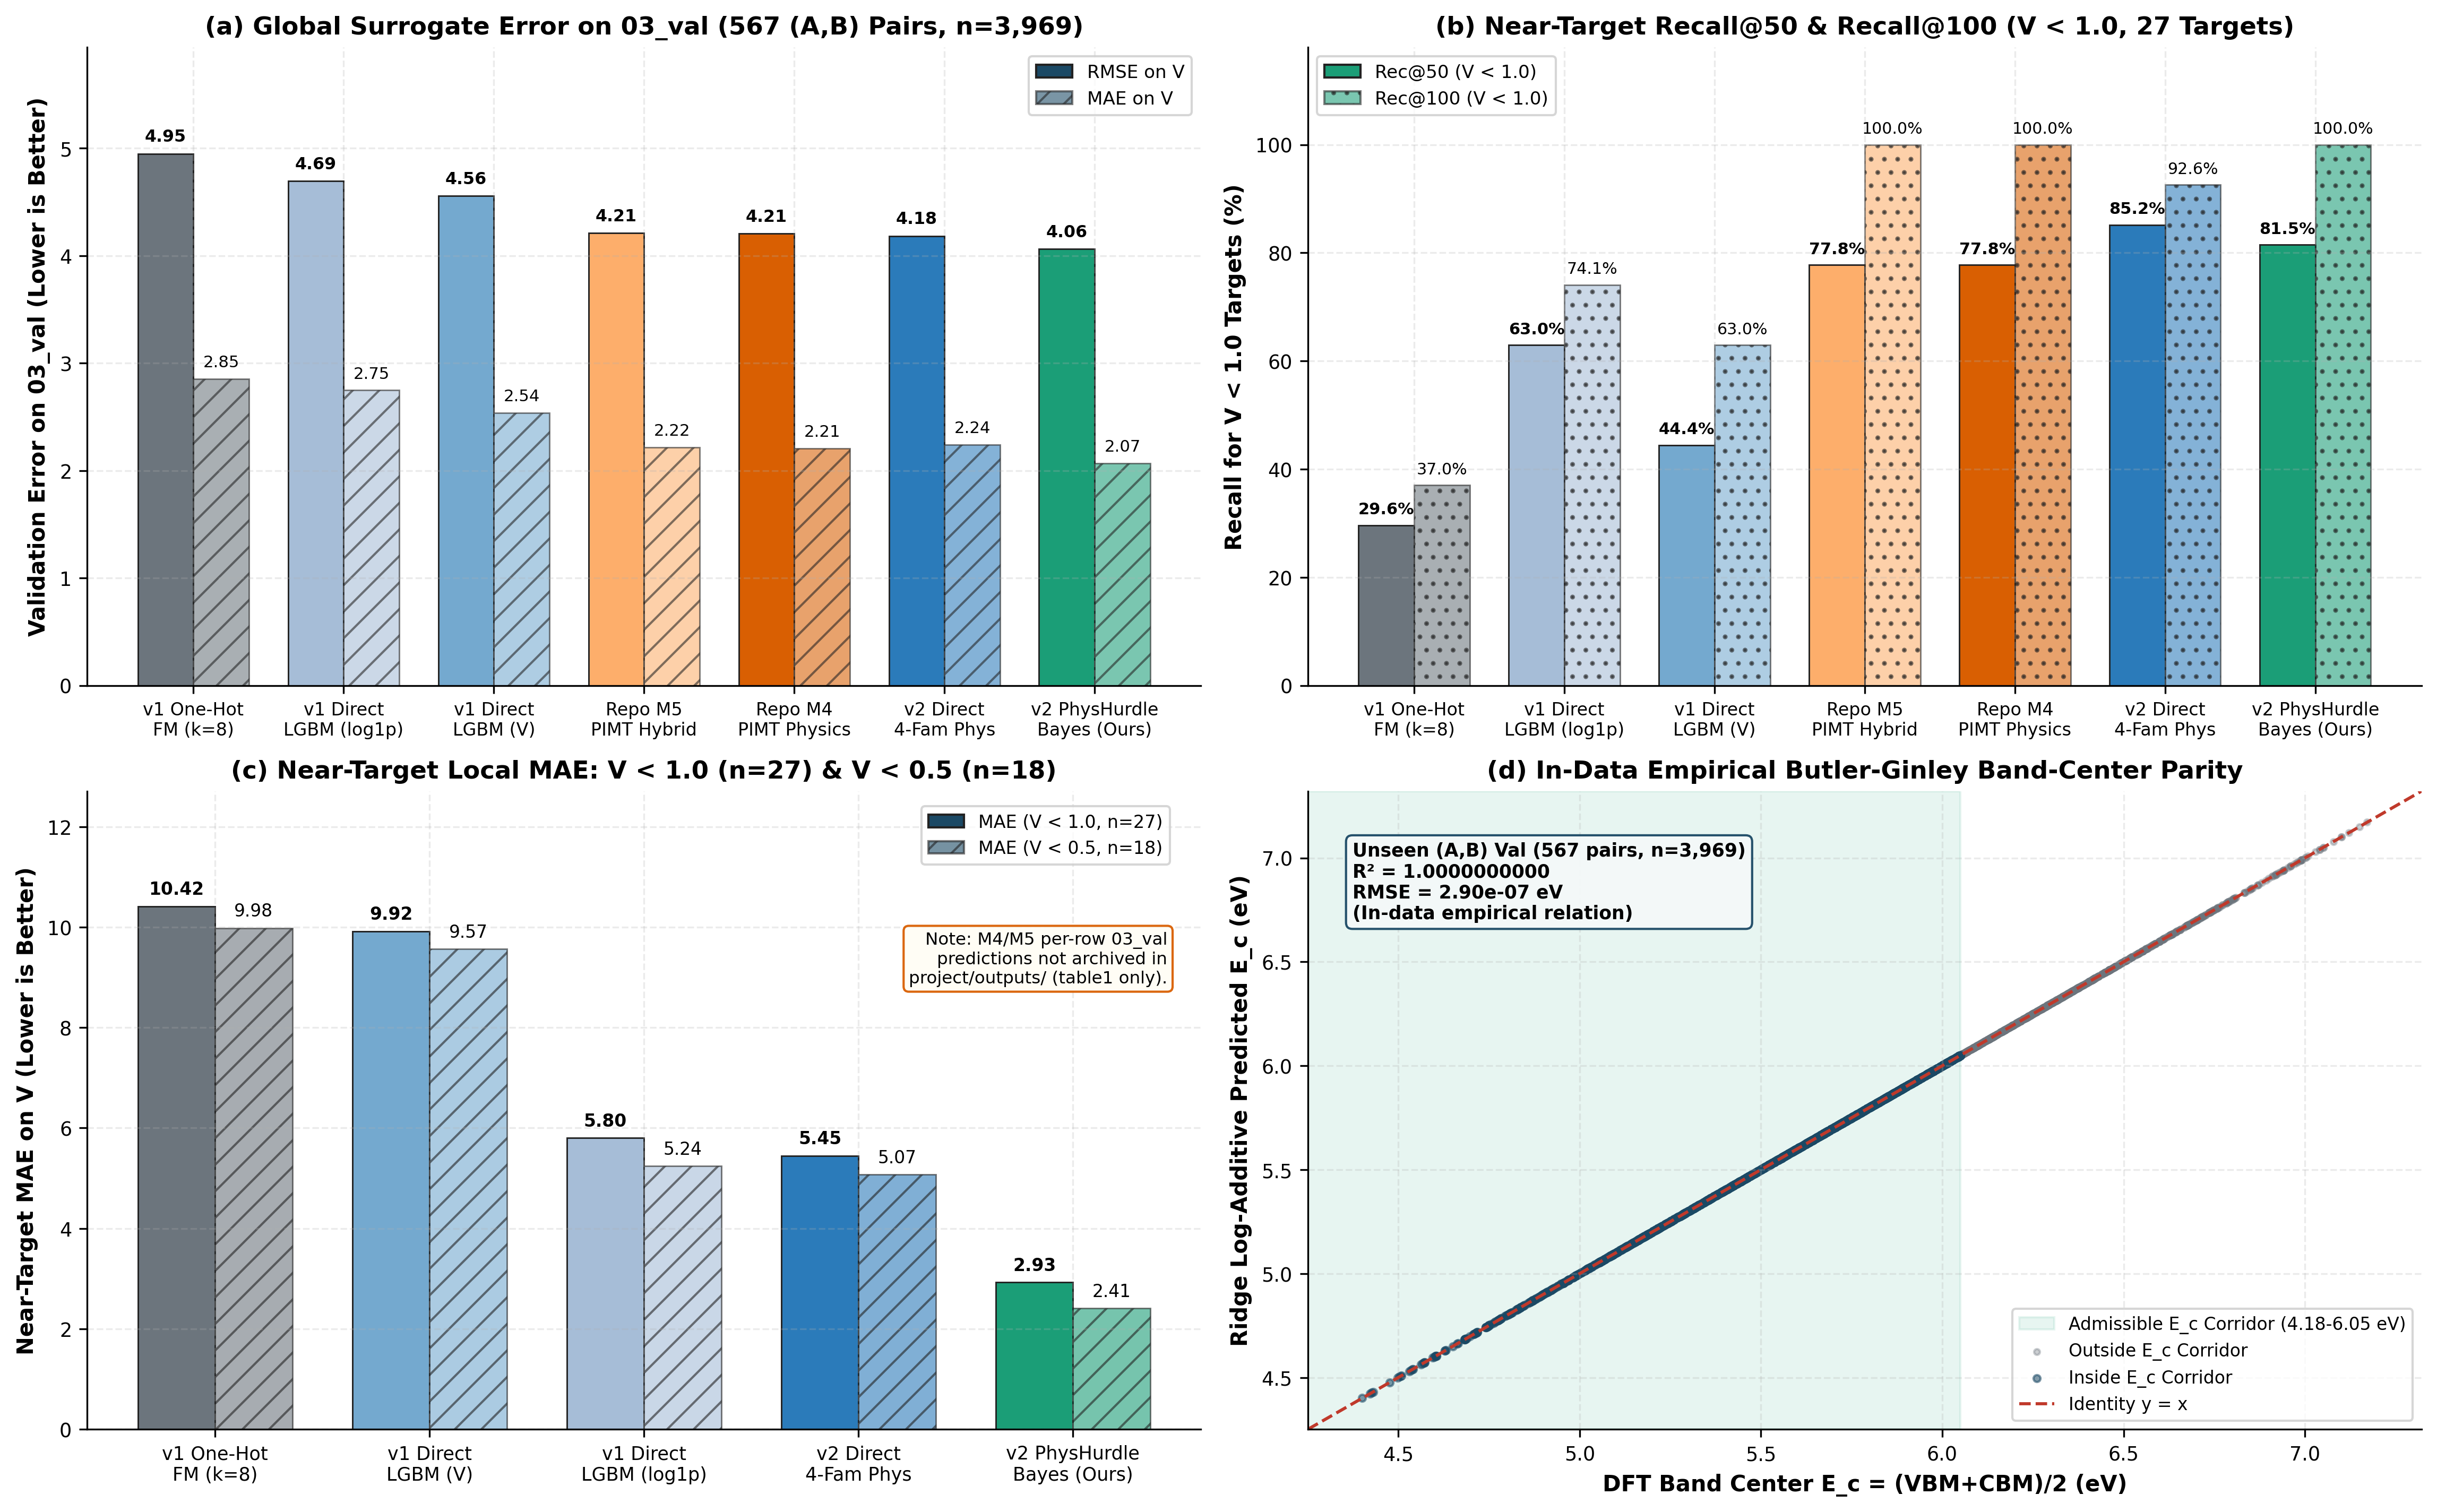 (a) Global Surrogate Error on 03_val (567 (A,B) Pairs, n=3,969)
RMSE on V
MAE on V
Validation Error on 03_val (Lower is Better)
5
4
3
2
1
0
4.95
2.85
4.69
2.75
4.56
2.54
4.21
2.22
4.21
2.21
4.18
2.24
4.06
2.07
v1 One-Hot
FM (k=8)
v1 Direct
LGBM (log1p)
v1 Direct
LGBM (V)
Repo M5
PIMT Hybrid
Repo M4
PIMT Physics
v2 Direct
4-Fam Phys
v2 PhysHurdle
Bayes (Ours)
(b) Near-Target Recall@50 & Recall@100 (V < 1.0, 27 Targets)
Rec@50 (V < 1.0)
Rec@100 (V < 1.0)
Recall for V < 1.0 Targets (%)
100
80
60
40
20
0
29.6%
37.0%
63.0%
74.1%
44.4%
63.0%
77.8%
100.0%
77.8%
100.0%
85.2%
92.6%
81.5%
100.0%
v1 One-Hot
FM (k=8)
v1 Direct
LGBM (log1p)
v1 Direct
LGBM (V)
Repo M5
PIMT Hybrid
Repo M4
PIMT Physics
v2 Direct
4-Fam Phys
v2 PhysHurdle
Bayes (Ours)
(c) Near-Target Local MAE: V < 1.0 (n=27) & V < 0.5 (n=18)
MAE (V < 1.0, n=27)
MAE (V < 0.5, n=18)
Note: M4/M5 per-row 03_val
predictions not archived in
project/outputs/ (table1 only).
Near-Target MAE on V (Lower is Better)
12
10
8
6
4
2
0
10.42
9.98
9.92
9.57
5.80
5.24
5.45
5.07
2.93
2.41
v1 One-Hot
FM (k=8)
v1 Direct
LGBM (V)
v1 Direct
LGBM (log1p)
v2 Direct
4-Fam Phys
v2 PhysHurdle
Bayes (Ours)
(d) In-Data Empirical Butler-Ginley Band-Center Parity
Unseen (A,B) Val (567 pairs, n=3,969)
R² = 1.0000000000
RMSE = 2.90e-07 eV
(In-data empirical relation)
Ridge Log-Additive Predicted E_c (eV)
7.0
6.5
6.0
5.5
5.0
4.5
Admissible E_c Corridor (4.18-6.05 eV)
Outside E_c Corridor
Inside E_c Corridor
Identity y = x
4.5
5.0
5.5
6.0
6.5
7.0
DFT Band Center E_c = (VBM+CBM)/2 (eV)